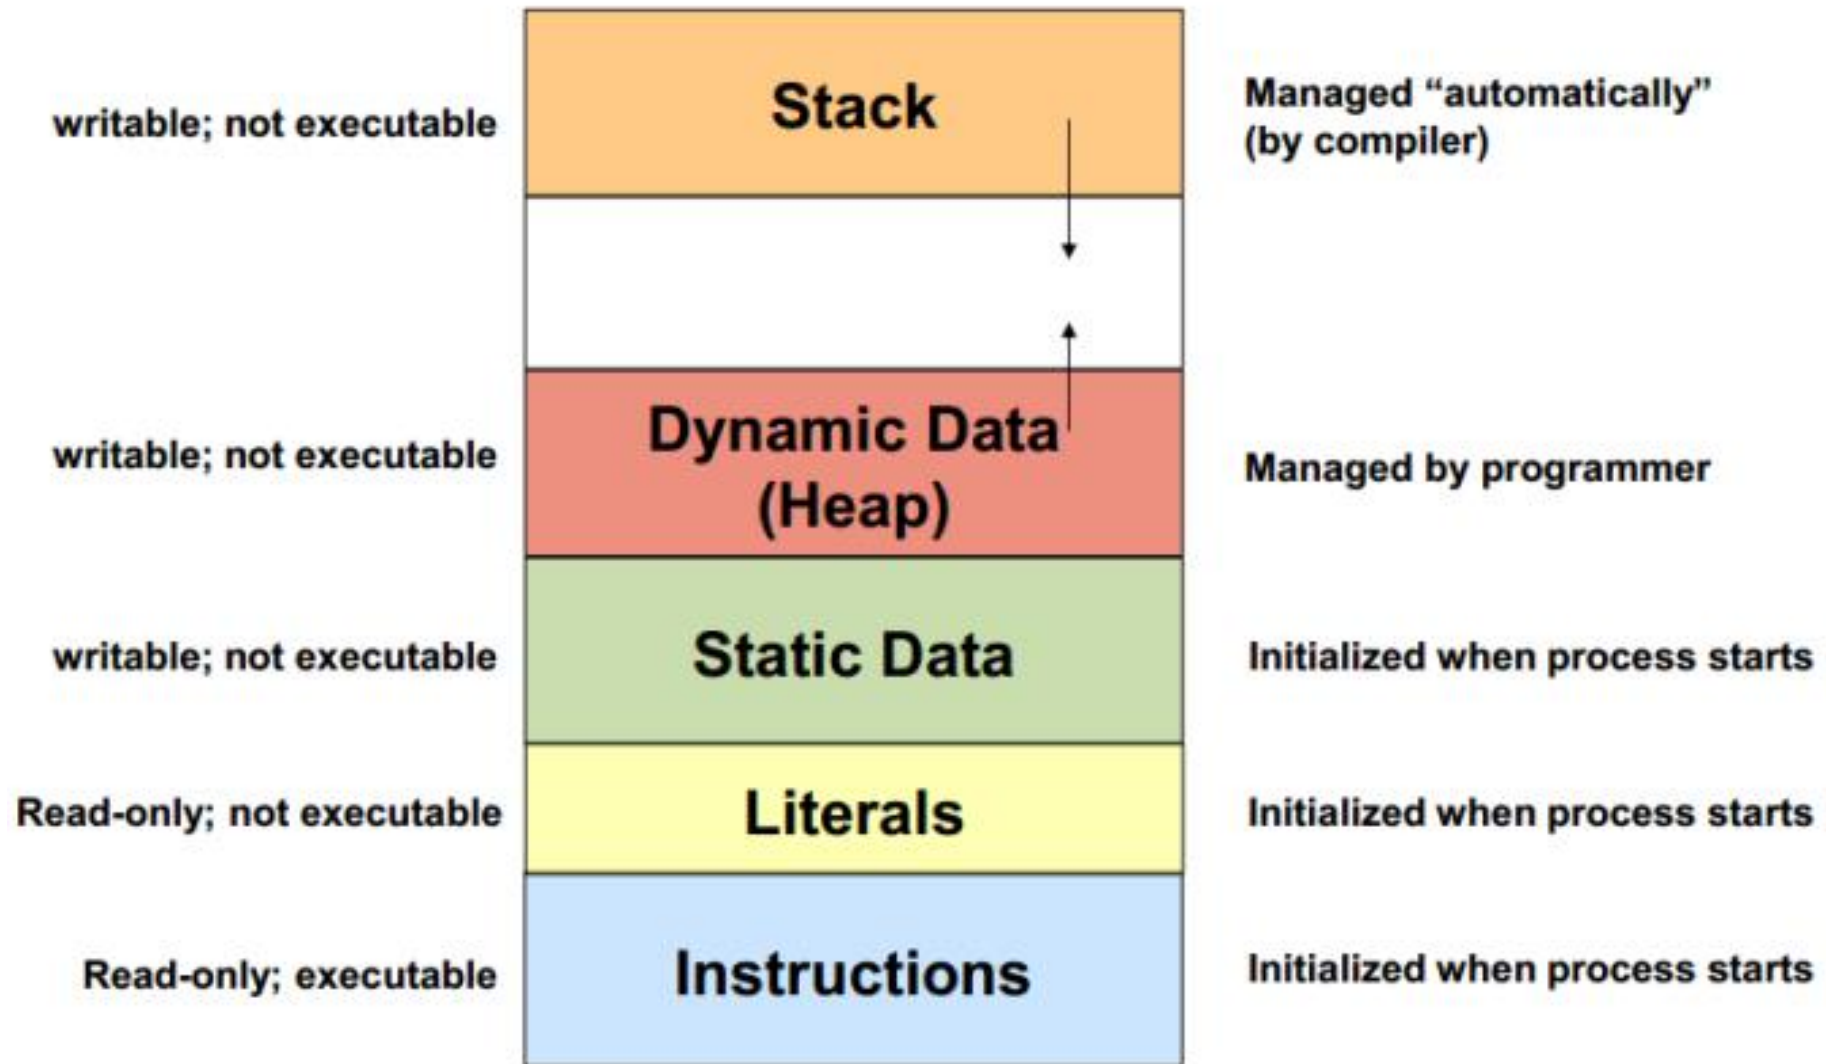 writable; not executable
Stack
Managed “automatically”
(by compiler)
writable; not executable
Dynamic Data
(Heap)
Managed by programmer
writable; not executable
Static Data
Initialized when process starts
Read-only; not executable
Literals
Initialized when process starts
Read-only; executable
Instructions
Initialized when process starts